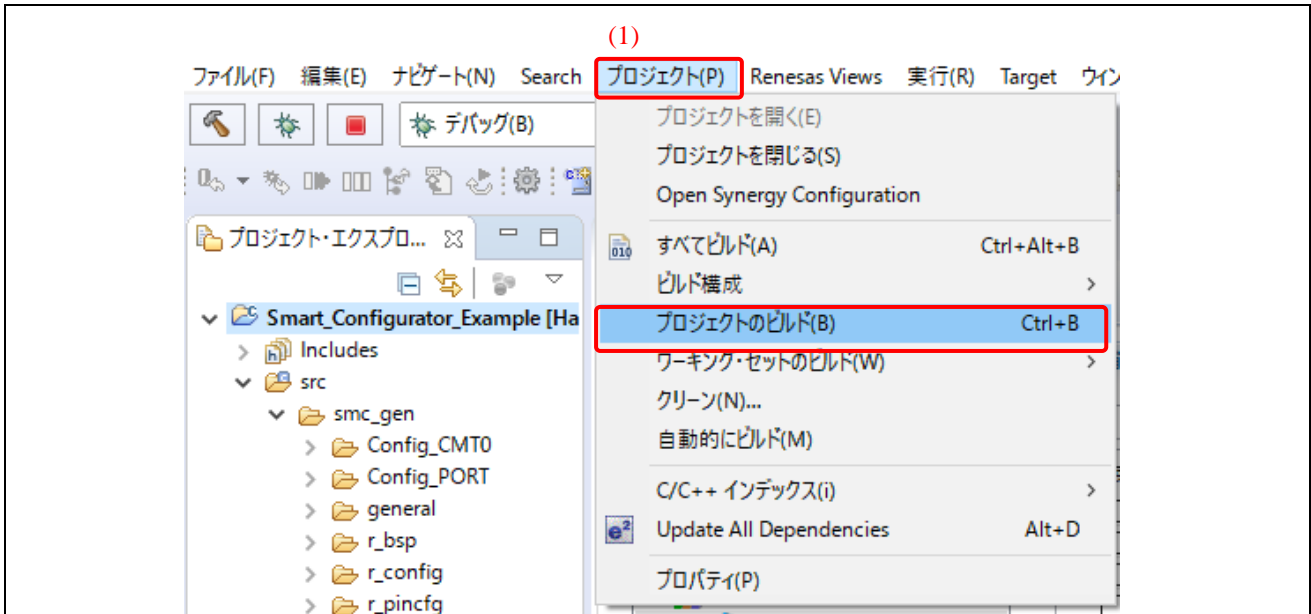 (1)
ファイル(F) 編集(E) ナビゲート(N) Search プロジェクト(P) Renesas Views 実行(R) Target ウィン
デバッグ(B)
プロジェクト・エクスプロ...
Smart_Configurator_Example [Ha
Includes
src
smc_gen
Config_CMT0
Config_PORT
general
r_bsp
r_config
r_pincfg
プロジェクトを開く(E)
プロジェクトを閉じる(S)
Open Synergy Configuration
010 すべてビルド(A) Ctrl+Alt+B
ビルド構成 >
プロジェクトのビルド(B) Ctrl+B
ワーキング・セットのビルド(W) >
クリーン(N)...
自動的にビルド(M)
C/C++ インデックス(i) >
e² Update All Dependencies Alt+D
プロパティ(P)